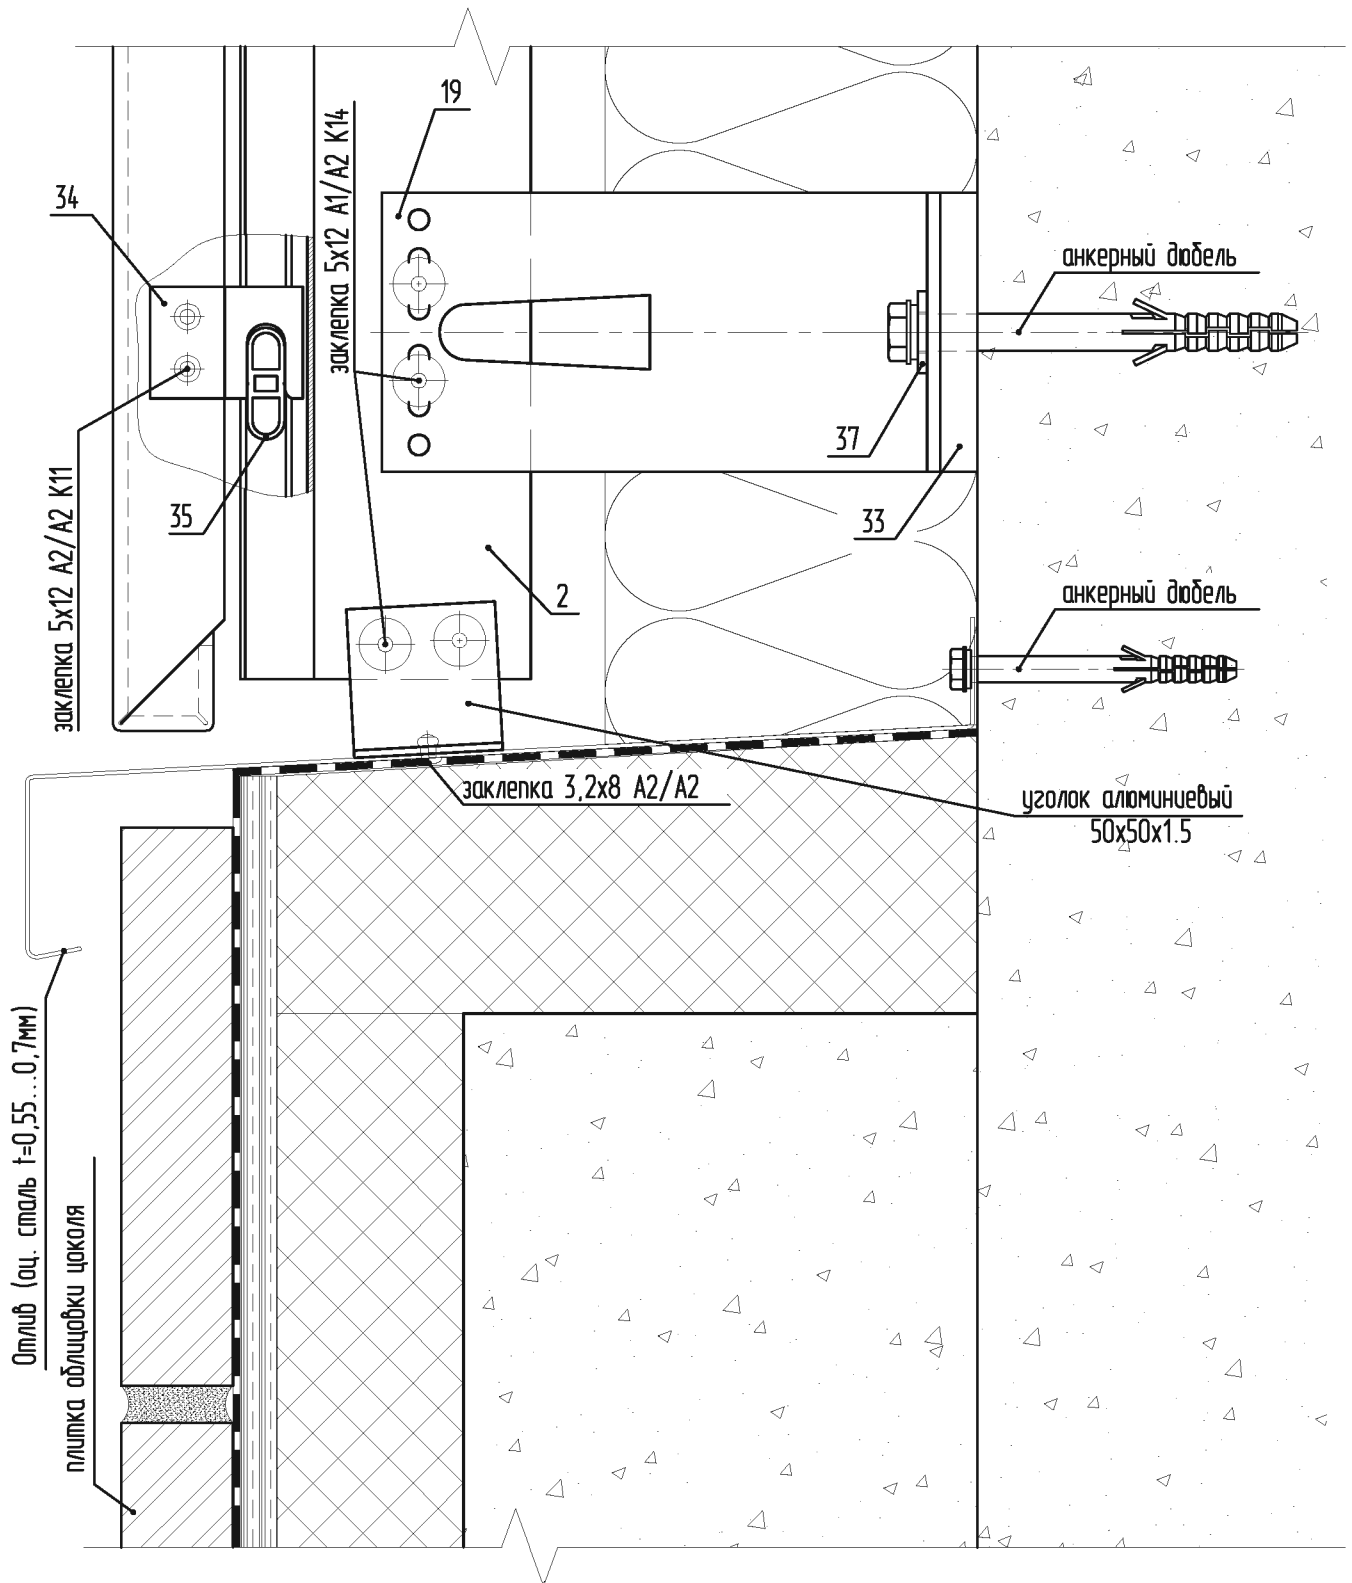 19
заклепка 5х12 А1/А2 К14
34
анкерный дюбель
37
35
33
заклепка 5х12 А2/А2 К11
2
анкерный дюбель
заклепка 3,2х8 А2/А2
уголок алюминиевый
50х50х1.5
Отлив (оц. сталь t=0,55...0,7мм)
плитка облицовки цоколя